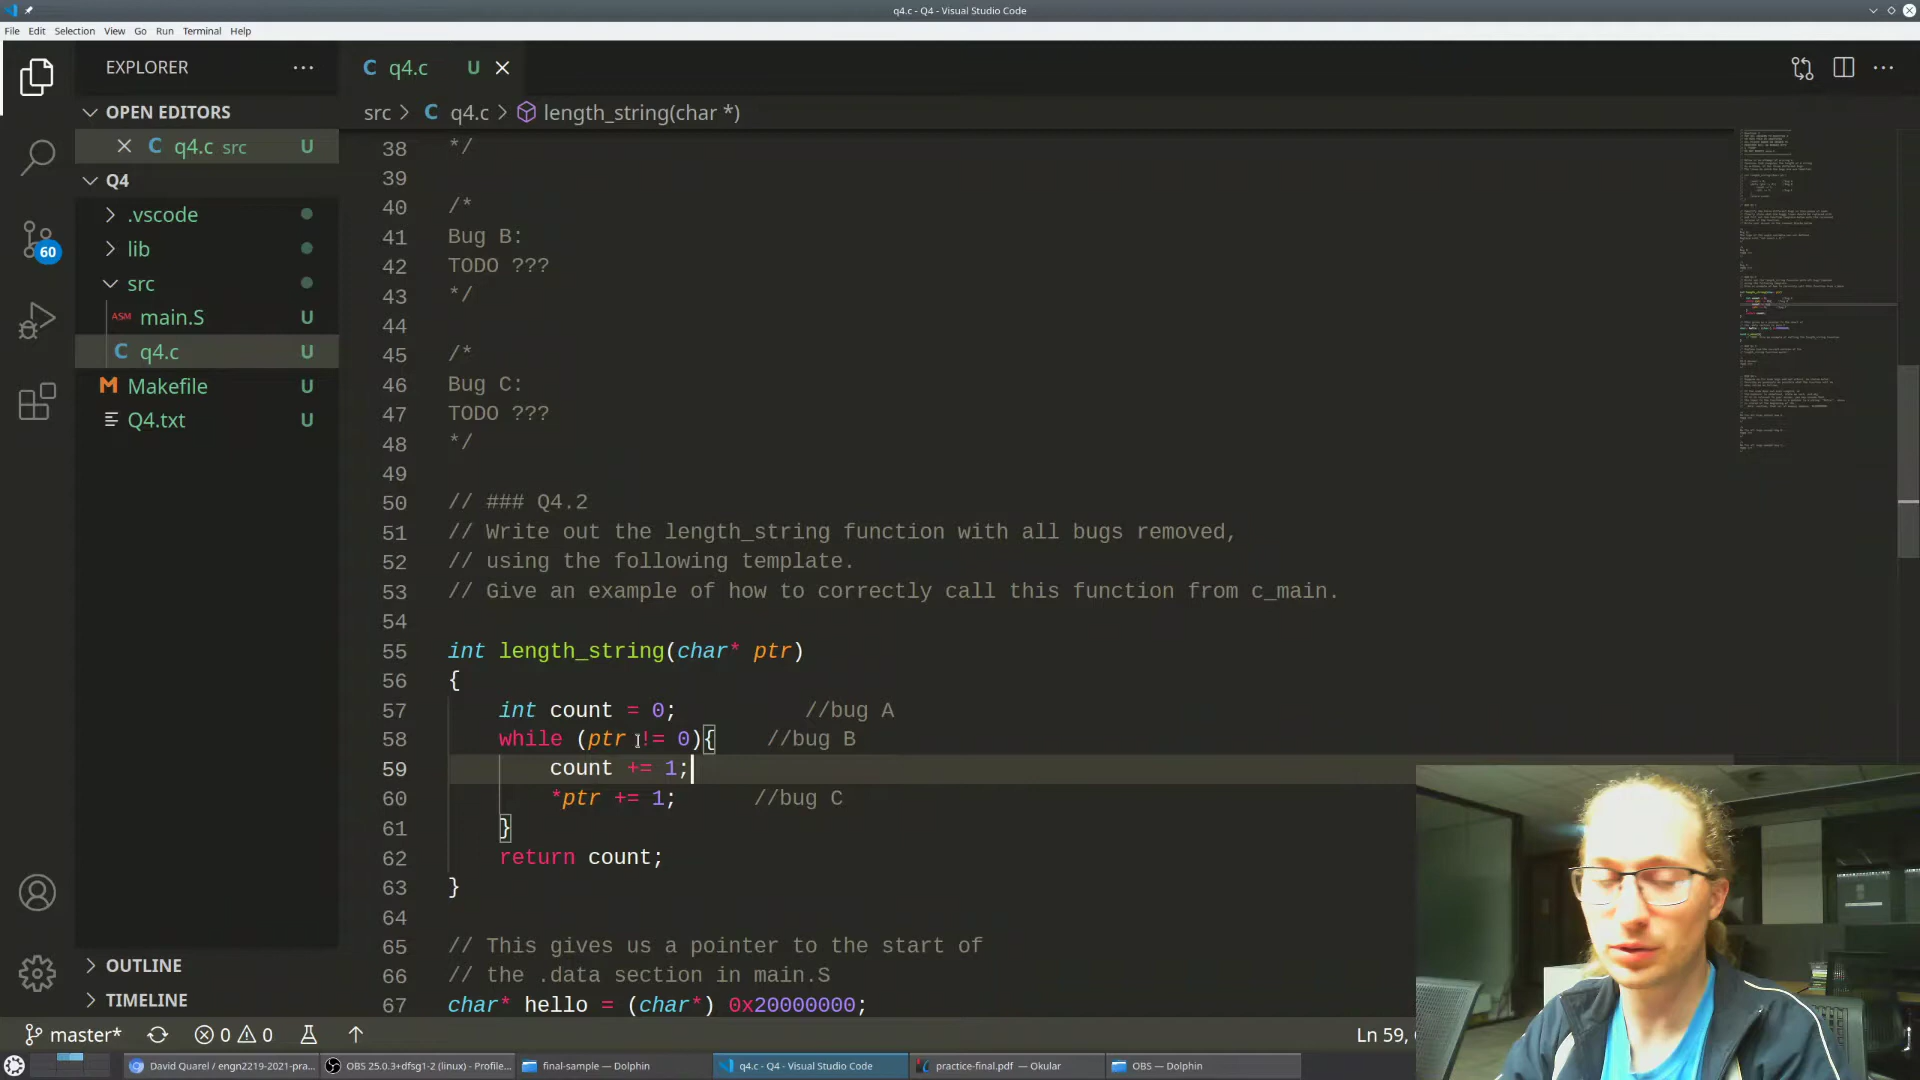 q4.c - Q4 - Visual Studio Code
File Edit Selection View Go Run Terminal Help
EXPLORER
q4.c U
OPEN EDITORS
src > C q4.c > length_string(char *)
C q4.c src U
Q4
.vscode
lib
src
ASM main.S U
C q4.c U
M Makefile U
Q4.txt U
60
OUTLINE
TIMELINE
38 */
39
40 /*
41 Bug B:
42 TODO ???
43 */
44
45 /*
46 Bug C:
47 TODO ???
48 */
49
50 // ### Q4.2
51 // Write out the length_string function with all bugs removed,
52 // using the following template.
53 // Give an example of how to correctly call this function from c_main.
54
55 int length_string(char* ptr)
56 {
57 int count = 0; //bug A
58 while (ptr != 0){ //bug B
59 count += 1;
60 *ptr += 1; //bug C
61 }
62 return count;
63 }
64
65 // This gives us a pointer to the start of
66 // the .data section in main.S
67 char* hello = (char*) 0x20000000;
master* 0 0
Ln 59,
David Quarel / engn2219-2021-pra...
OBS 25.0.3+dfsg1-2 (linux) - Profile...
final-sample — Dolphin
q4.c - Q4 - Visual Studio Code
practice-final.pdf — Okular
OBS — Dolphin